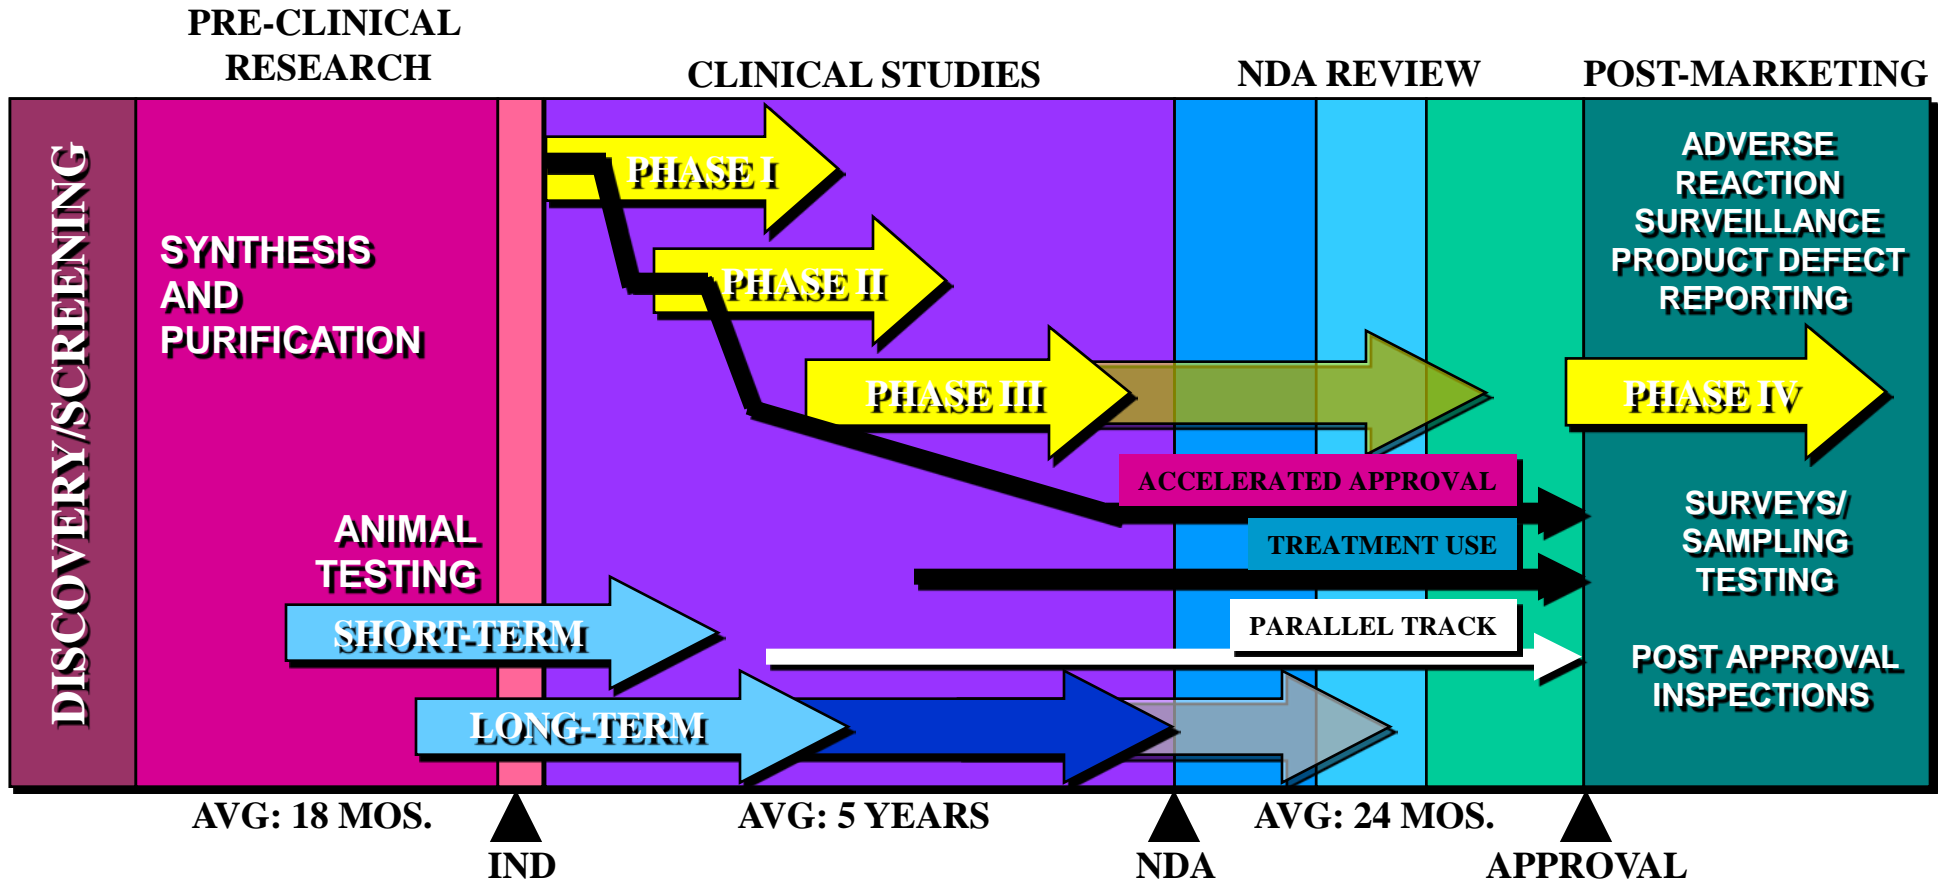 PRE-CLINICAL
RESEARCH
CLINICAL STUDIES
NDA REVIEW
POST-MARKETING
DISCOVERY/SCREENING
SYNTHESIS
AND
PURIFICATION
ANIMAL
TESTING
SHORT-TERM
LONG-TERM
PHASE I
PHASE II
PHASE III
ACCELERATED APPROVAL
TREATMENT USE
PARALLEL TRACK
ADVERSE
REACTION
SURVEILLANCE
PRODUCT DEFECT
REPORTING
PHASE IV
SURVEYS/
SAMPLING
TESTING
POST APPROVAL
INSPECTIONS
AVG: 18 MOS.
AVG: 5 YEARS
AVG: 24 MOS.
IND
NDA
APPROVAL